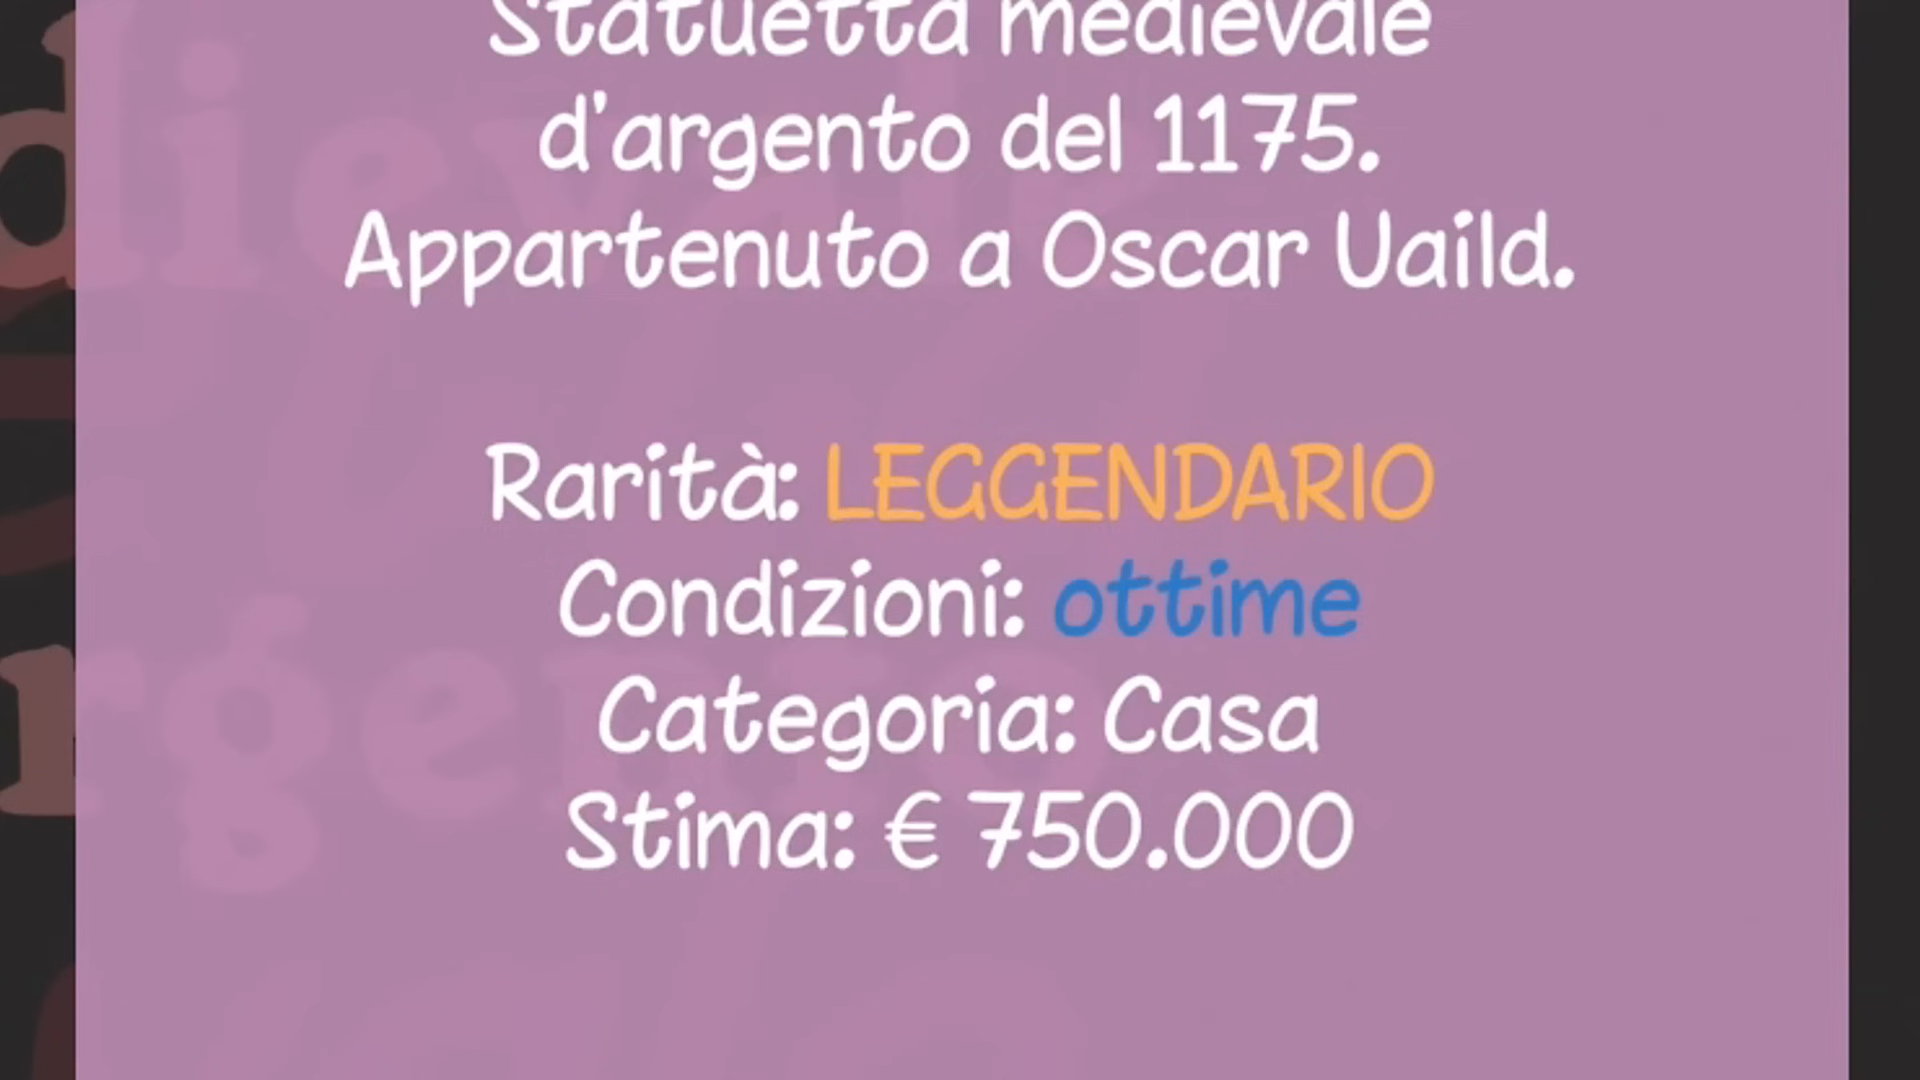 Statuetta medievale
d'argento del 1175.
Appartenuto a Oscar Uaild.
Rarità: LEGGENDARIO
Condizioni: ottime
Categoria: Casa
Stima: € 750.000